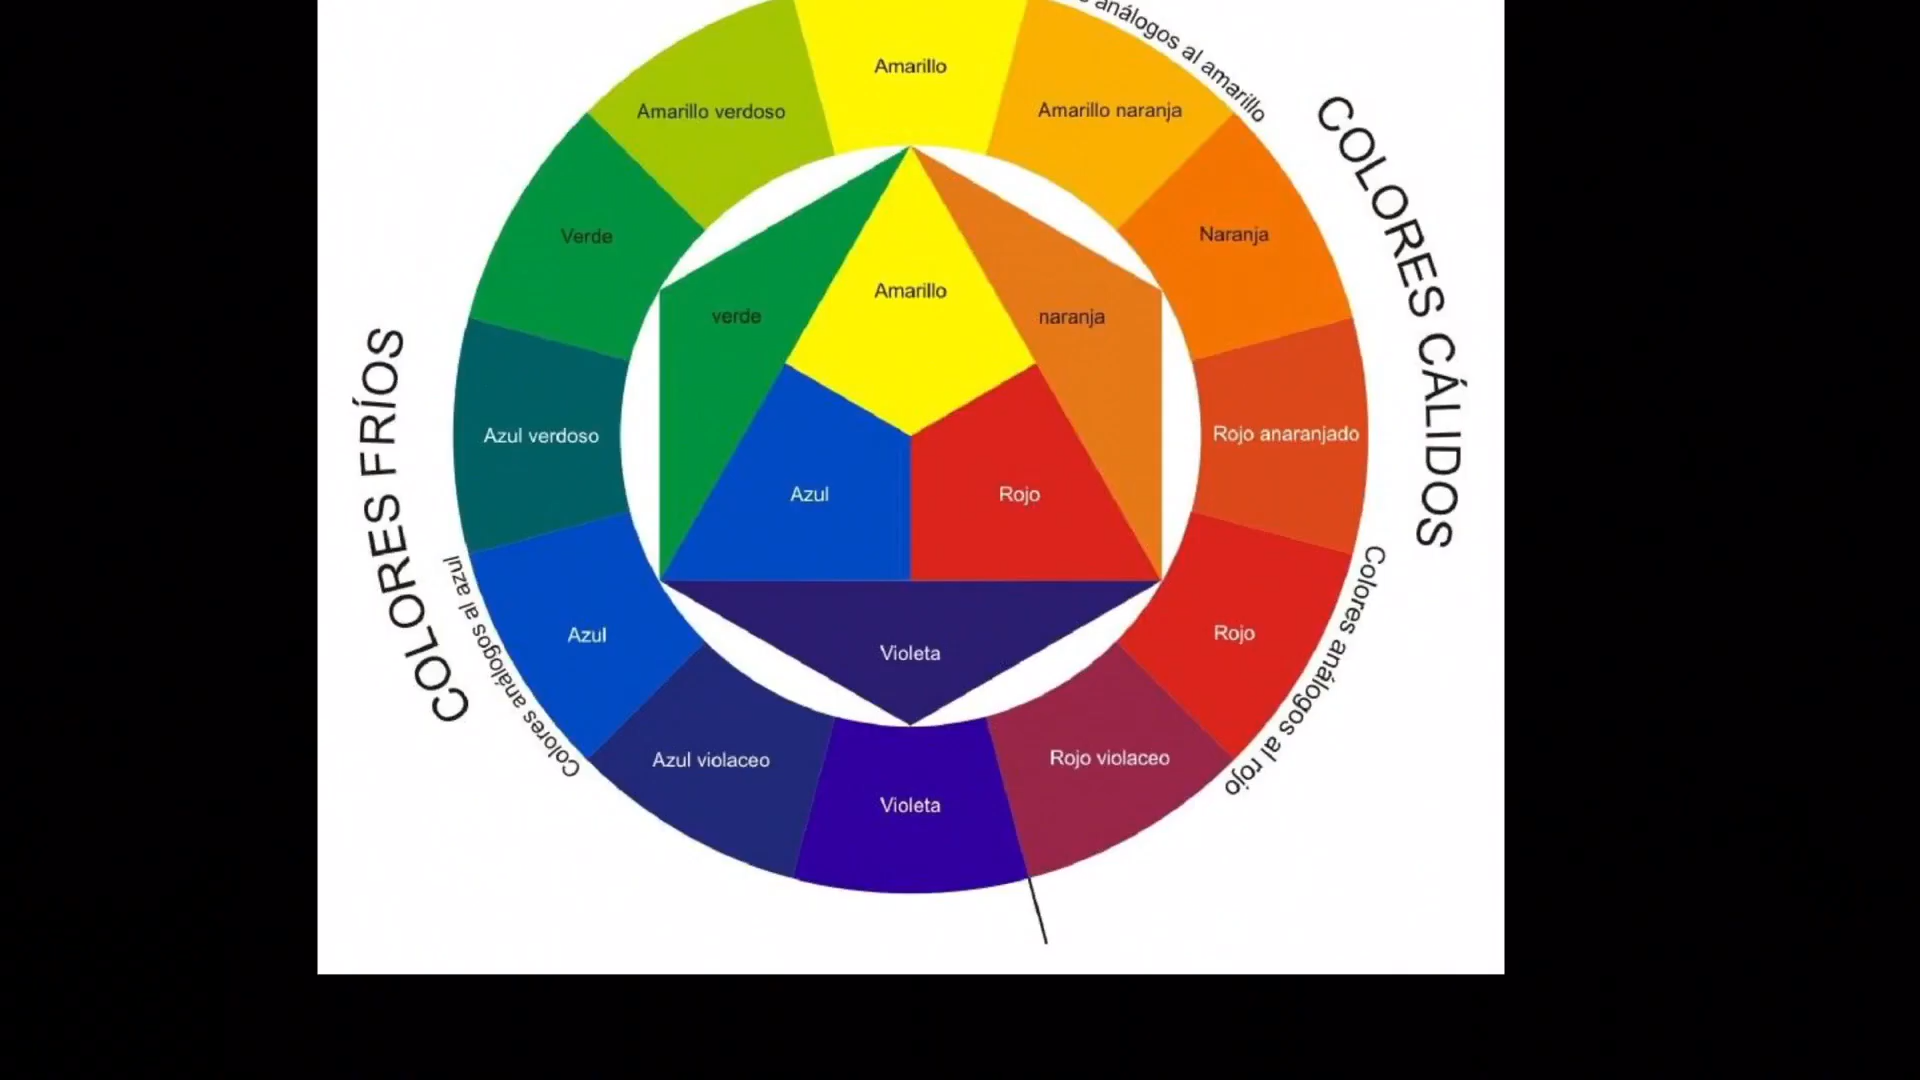 Amarillo
análogos al amarillo
Amarillo verdoso
Amarillo naranja
COLORES CÁLIDOS
Verde
Naranja
Amarillo
verde
naranja
COLORES FRÍOS
Azul verdoso
Rojo anaranjado
Azul
Rojo
Colores análogos al azul
Colores análogos al rojo
Azul
Rojo
Violeta
Azul violaceo
Rojo violaceo
Violeta